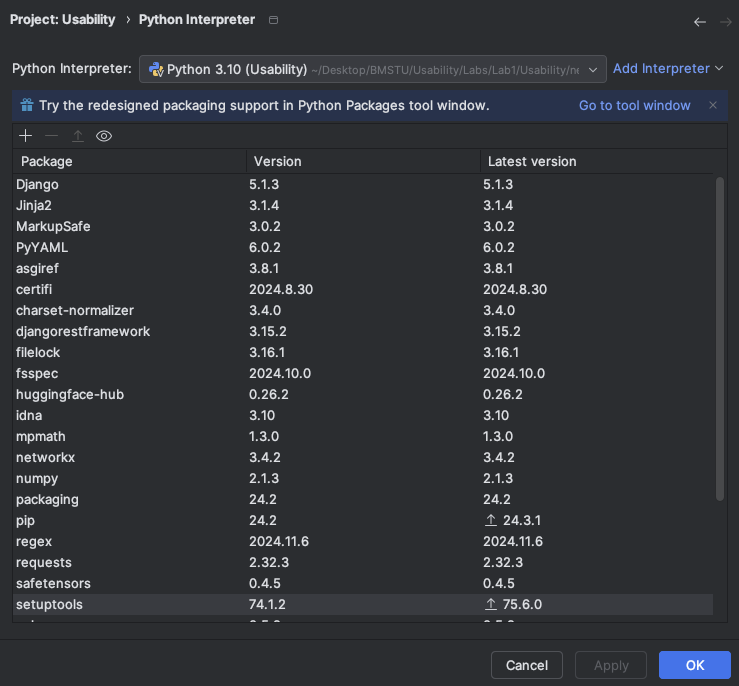 Project: Usability › Python Interpreter
Python Interpreter: Python 3.10 (Usability) ~/Desktop/BMSTU/Usability/Labs/Lab1/Usability/ne Add Interpreter
Try the redesigned packaging support in Python Packages tool window. Go to tool window
Package Version Latest version
Django 5.1.3 5.1.3
Jinja2 3.1.4 3.1.4
MarkupSafe 3.0.2 3.0.2
PyYAML 6.0.2 6.0.2
asgiref 3.8.1 3.8.1
certifi 2024.8.30 2024.8.30
charset-normalizer 3.4.0 3.4.0
djangorestframework 3.15.2 3.15.2
filelock 3.16.1 3.16.1
fsspec 2024.10.0 2024.10.0
huggingface-hub 0.26.2 0.26.2
idna 3.10 3.10
mpmath 1.3.0 1.3.0
networkx 3.4.2 3.4.2
numpy 2.1.3 2.1.3
packaging 24.2 24.2
pip 24.2 24.3.1
regex 2024.11.6 2024.11.6
requests 2.32.3 2.32.3
safetensors 0.4.5 0.4.5
setuptools 74.1.2 75.6.0
Cancel Apply OK